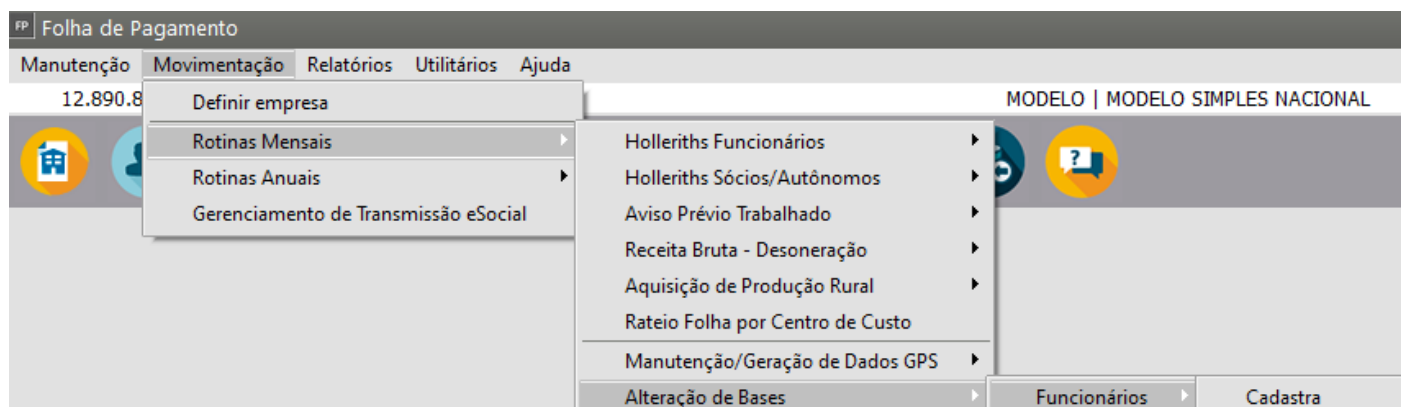 FP Folha de Pagamento
Manutenção Movimentação Relatórios Utilitários Ajuda
12.890.8 MODELO | MODELO SIMPLES NACIONAL
Definir empresa
Rotinas Mensais
Rotinas Anuais
Gerenciamento de Transmissão eSocial
Holleriths Funcionários
Holleriths Sócios/Autônomos
Aviso Prévio Trabalhado
Receita Bruta - Desoneração
Aquisição de Produção Rural
Rateio Folha por Centro de Custo
Manutenção/Geração de Dados GPS
Alteração de Bases
Funcionários
Cadastra
?